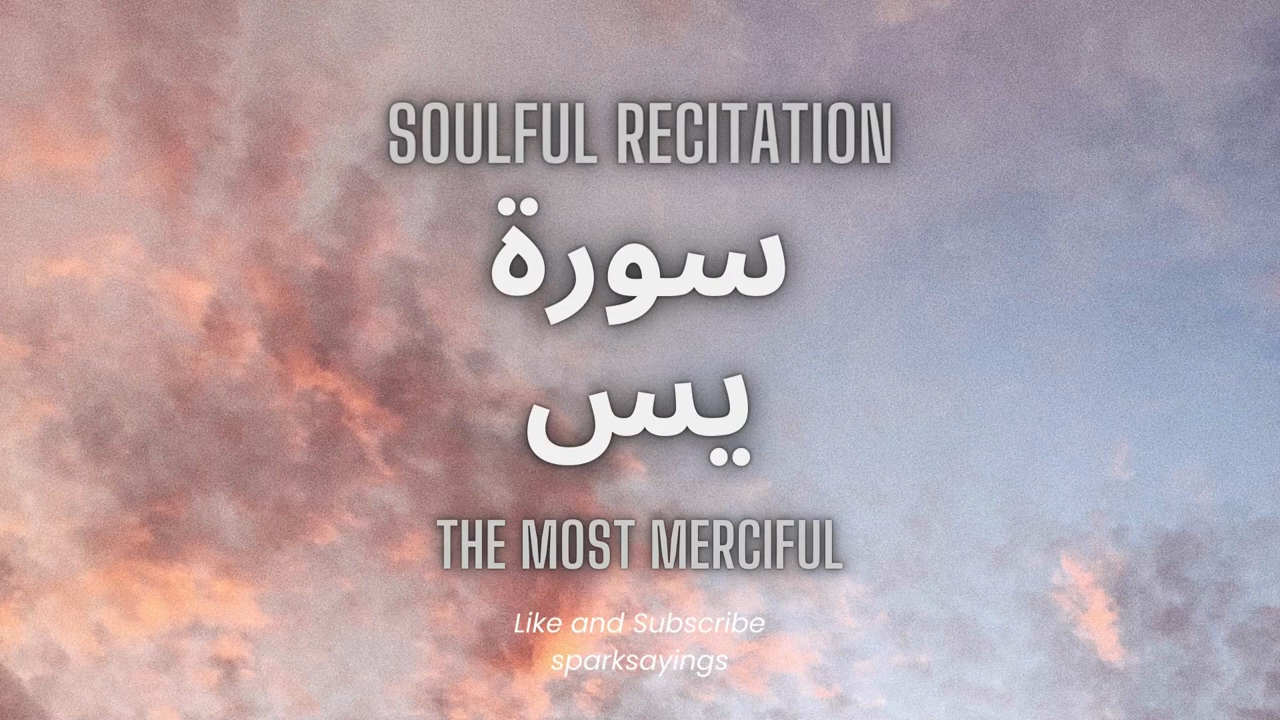 SOULFUL RECITATION
سورة
يس
THE MOST MERCIFUL
Like and Subscribe
sparksayings